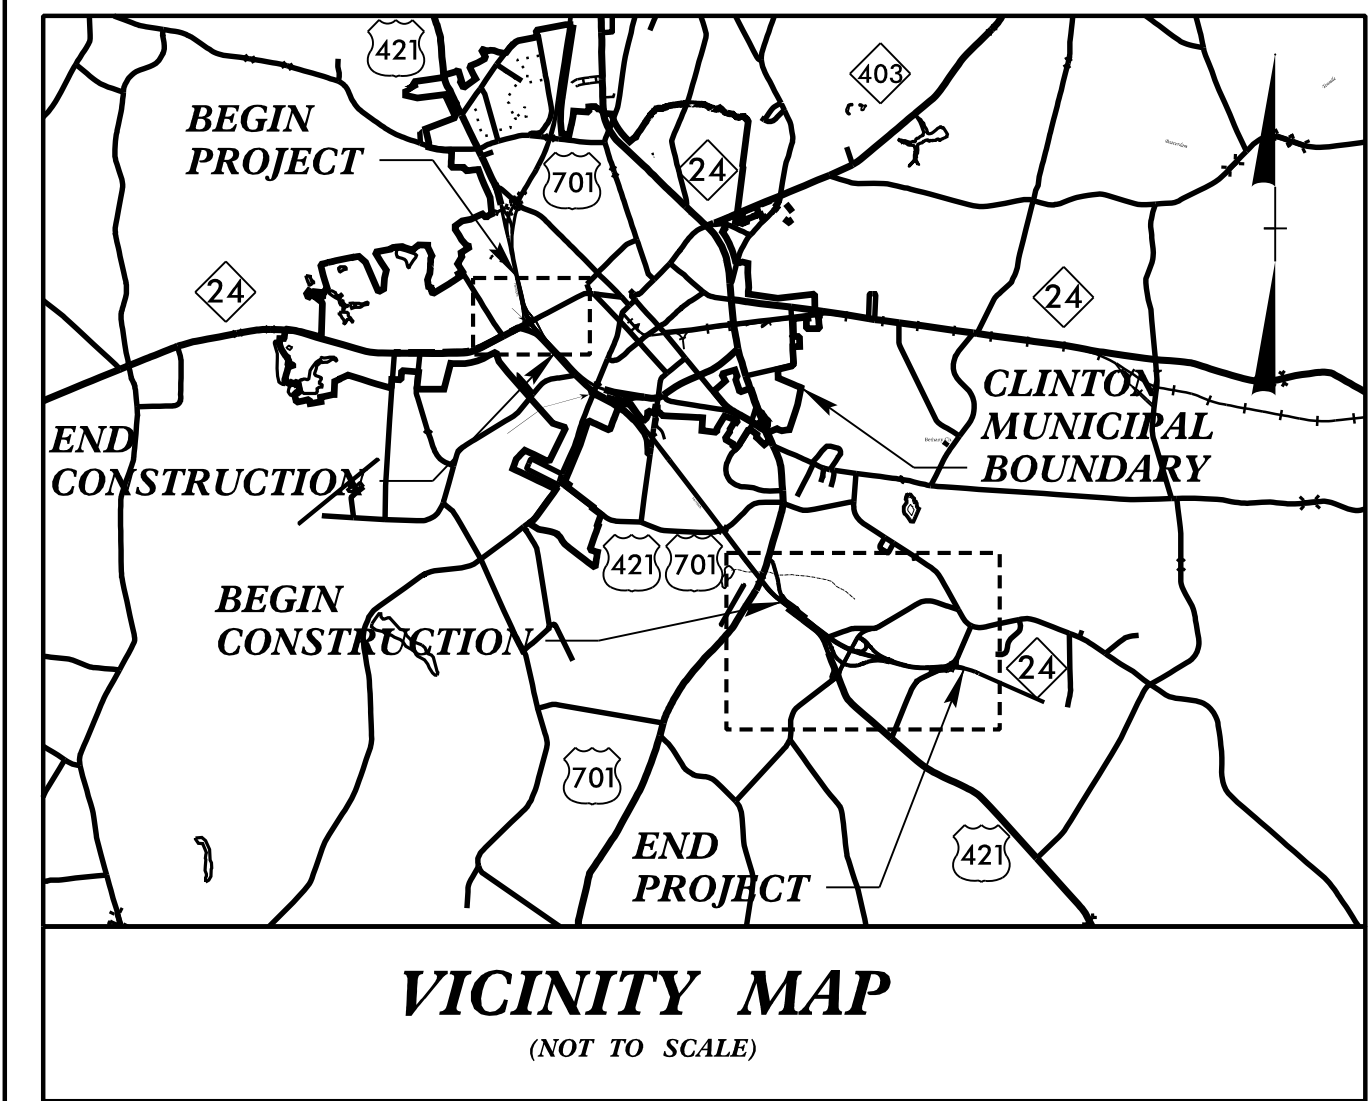 421
403
BEGIN
PROJECT
701
24
24
24
CLINTON
MUNICIPAL
BOUNDARY
END
CONSTRUCTION
421
701
BEGIN
CONSTRUCTION
24
701
END
PROJECT
421
VICINITY MAP
(NOT TO SCALE)